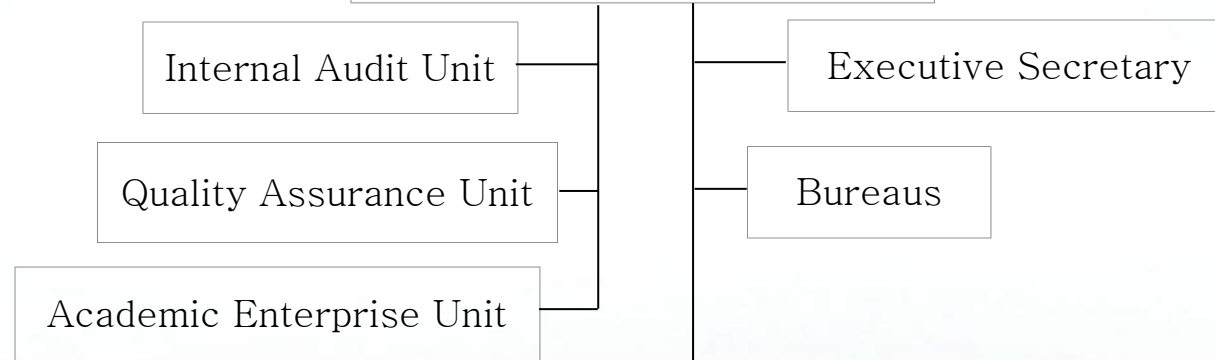 Internal Audit Unit
Executive Secretary
Quality Assurance Unit
Bureaus
Academic Enterprise Unit